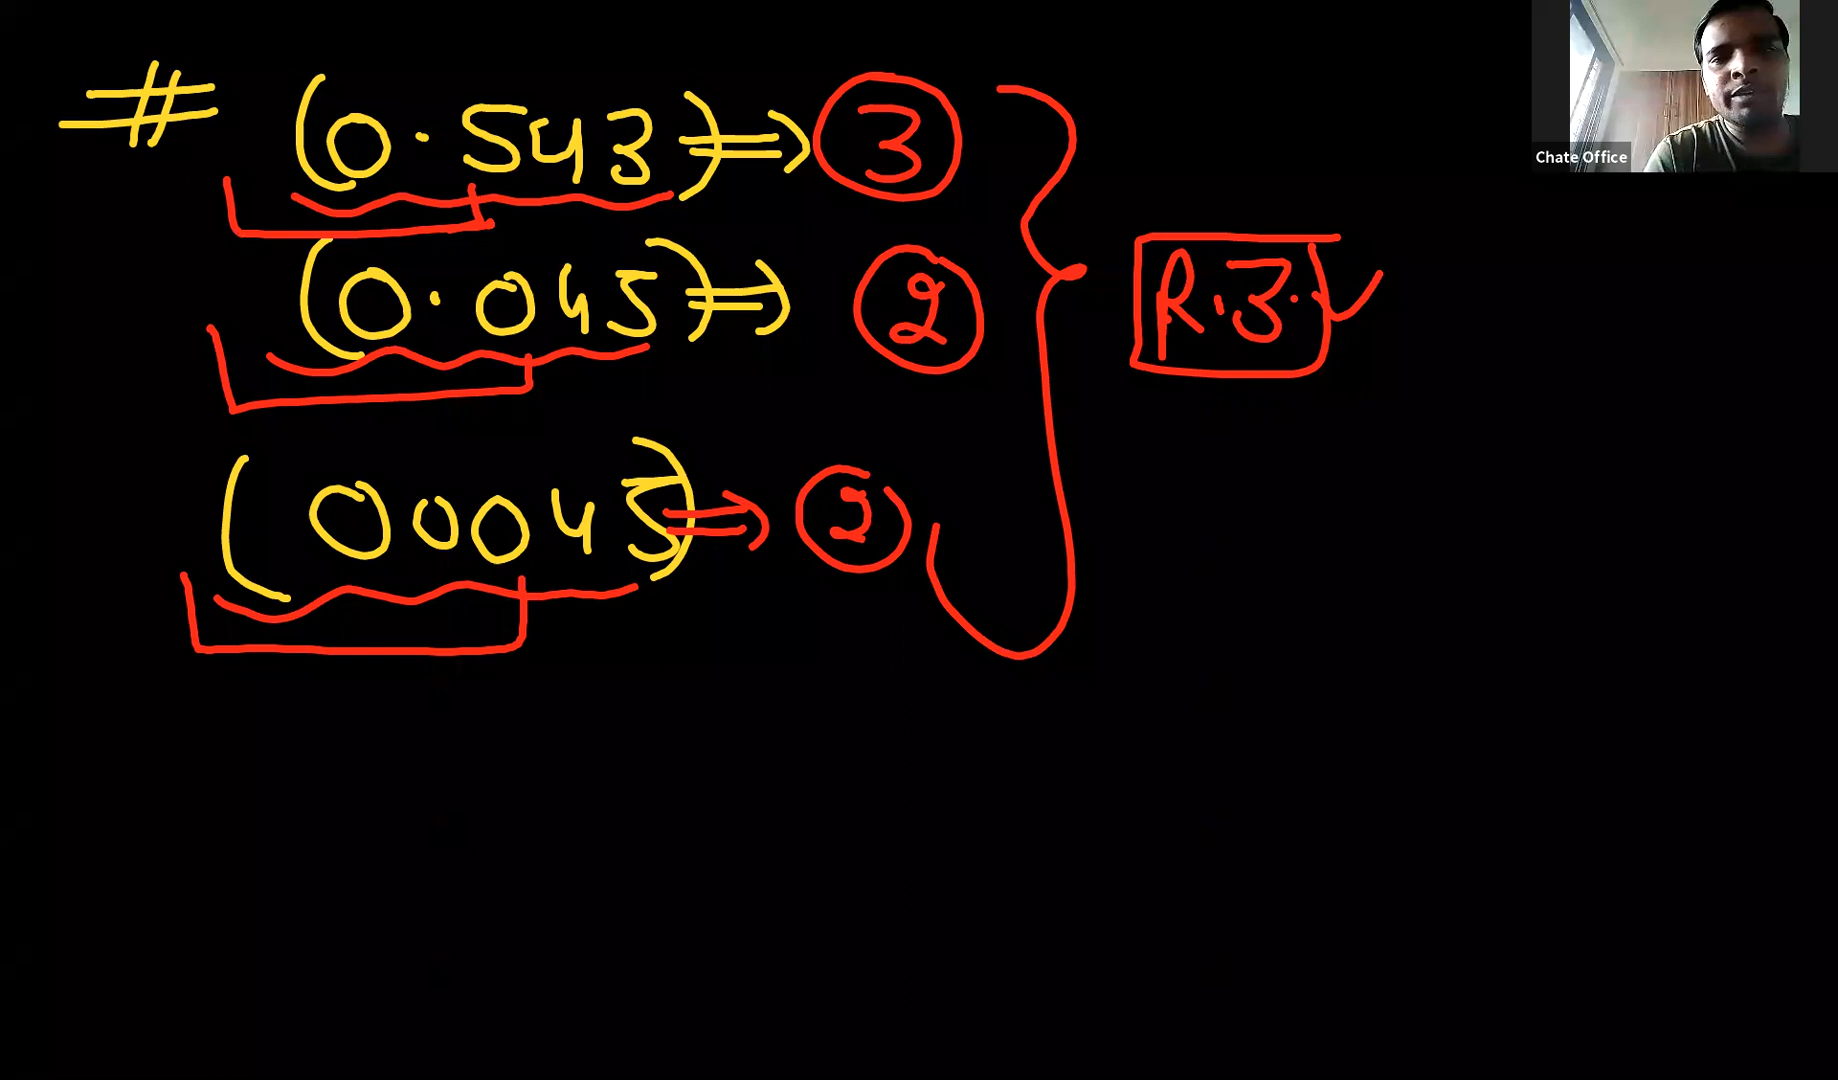 # (0.543) ⇒ 3
(0.045) ⇒ 2
R.3.
(00045) ⇒ 2
Chate Office